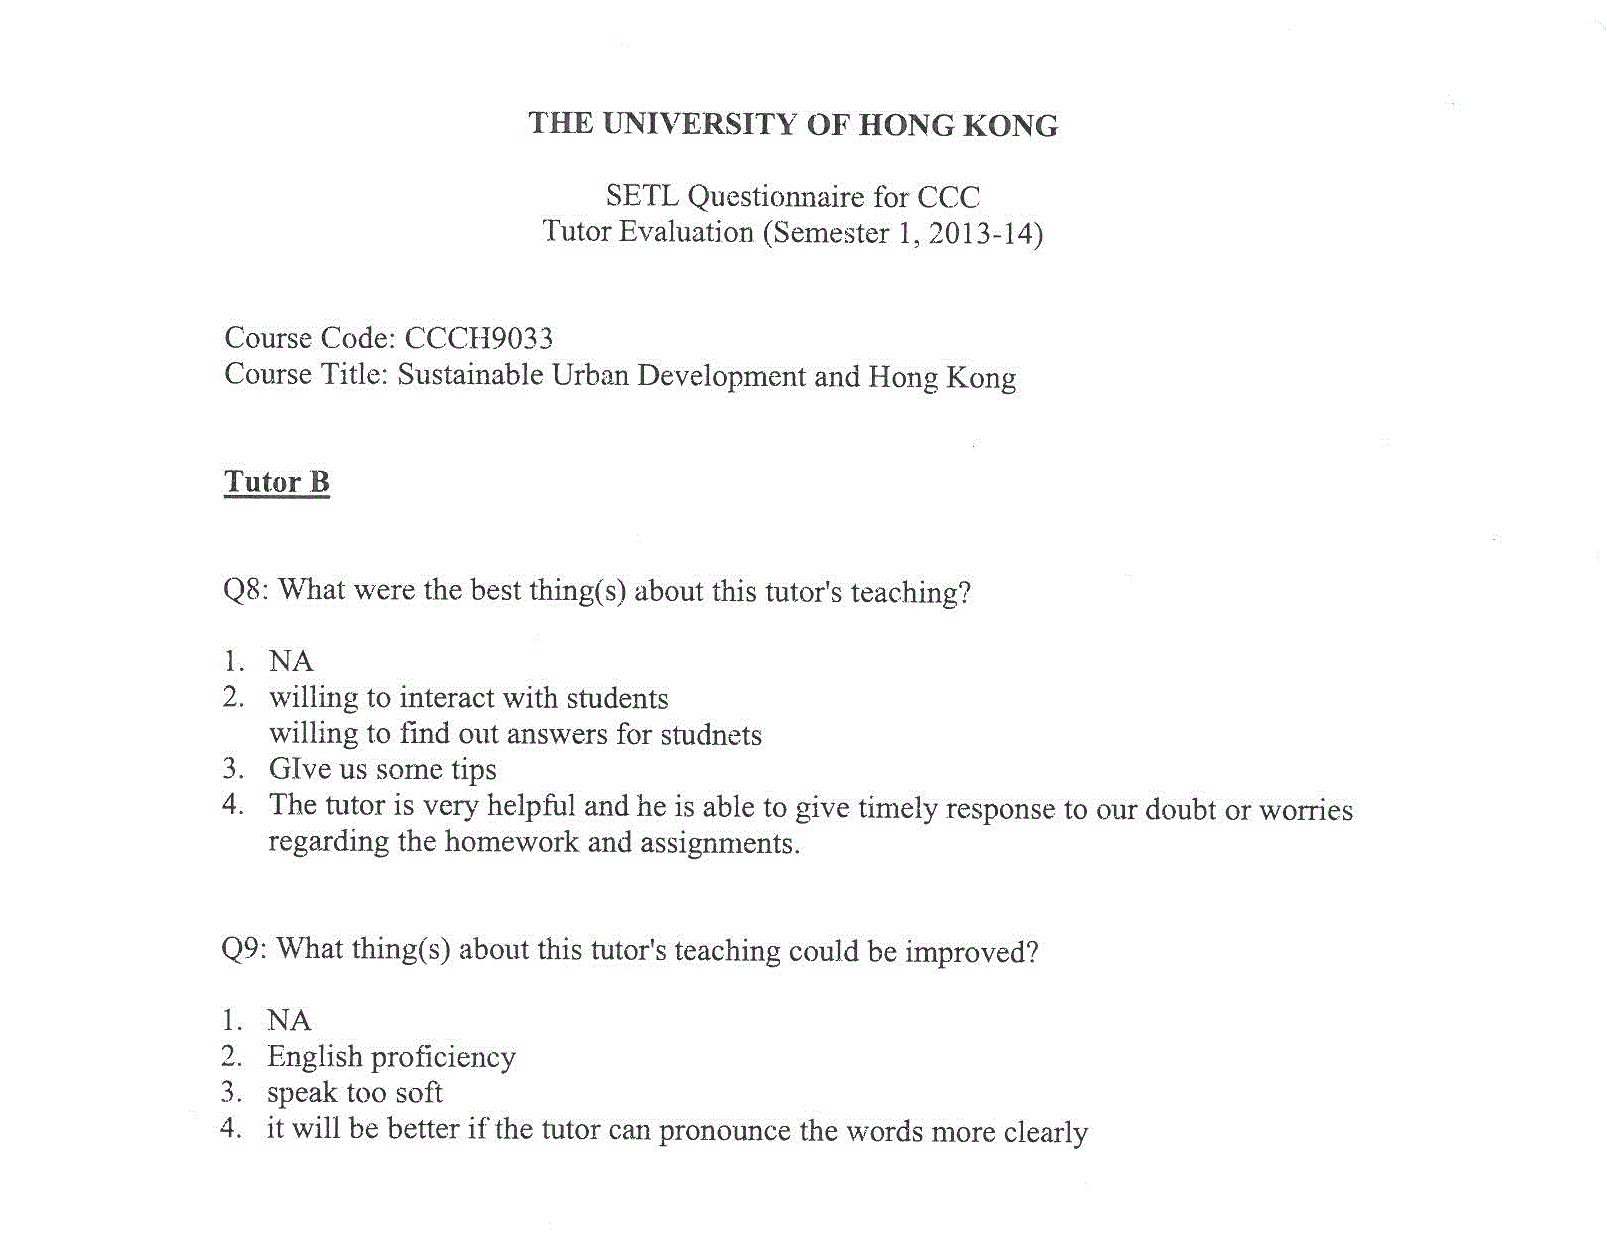 THE UNIVERSITY OF HONG KONG
SETL Questionnaire for CCC
Tutor Evaluation (Semester 1, 2013-14)
Course Code: CCCH9033
Course Title: Sustainable Urban Development and Hong Kong
Tutor B
Q8: What were the best thing(s) about this tutor's teaching?
1. NA
2. willing to interact with students
willing to find out answers for studnets
3. GIve us some tips
4. The tutor is very helpful and he is able to give timely response to our doubt or worries
regarding the homework and assignments.
Q9: What thing(s) about this tutor's teaching could be improved?
1. NA
2. English proficiency
3. speak too soft
4. it will be better if the tutor can pronounce the words more clearly